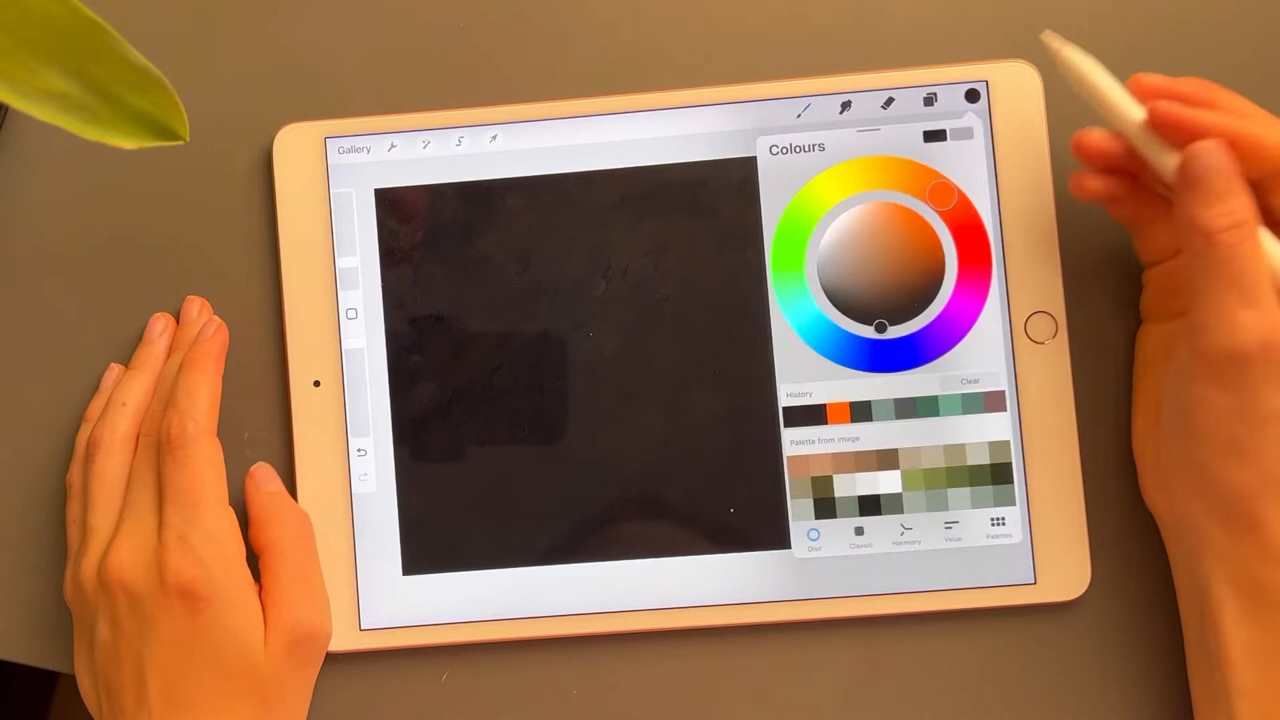 Gallery
Colours
Clear
History
Palette from image
Disc
Classic
Harmony
Value
Palettes